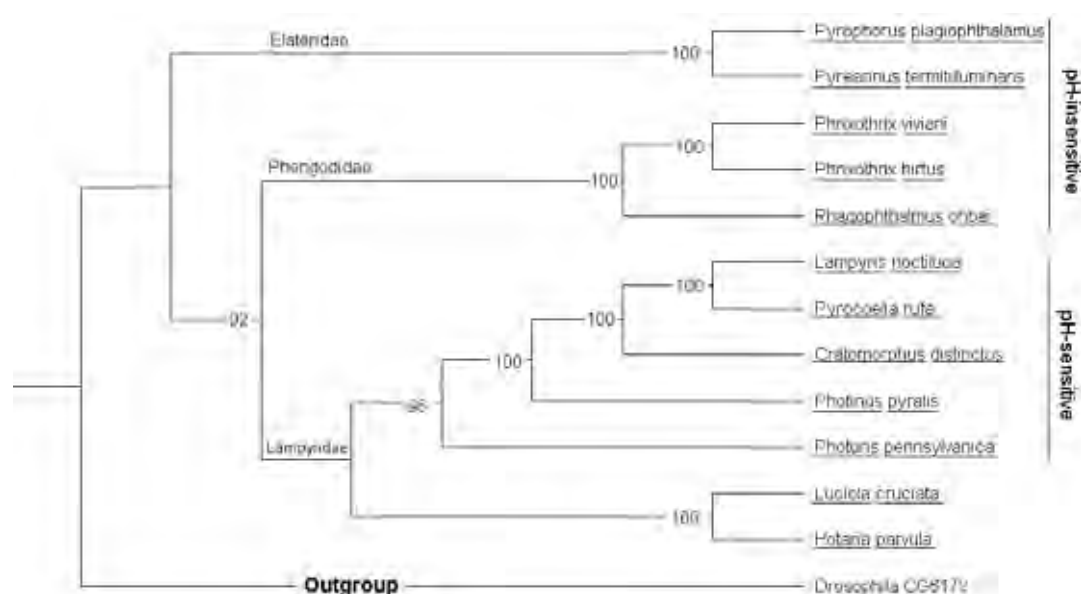 Elateridae
100
Pyrophorus plagiophthalamus
Pyrearinus termitilluminans
100
Phrixothrix viviani
Phrixothrix hirtus
Phengodidae
100
Rhagophthalmus ohbai
pH-insensitive
92
100
Lampyris noctiluca
Pyrocoelia rufa
100
Cratomorphus distinctus
100
Photinus pyralis
Photuris pennsylvanica
Lampyridae
pH-sensitive
100
Luciola cruciata
Hotaria parvula
Outgroup